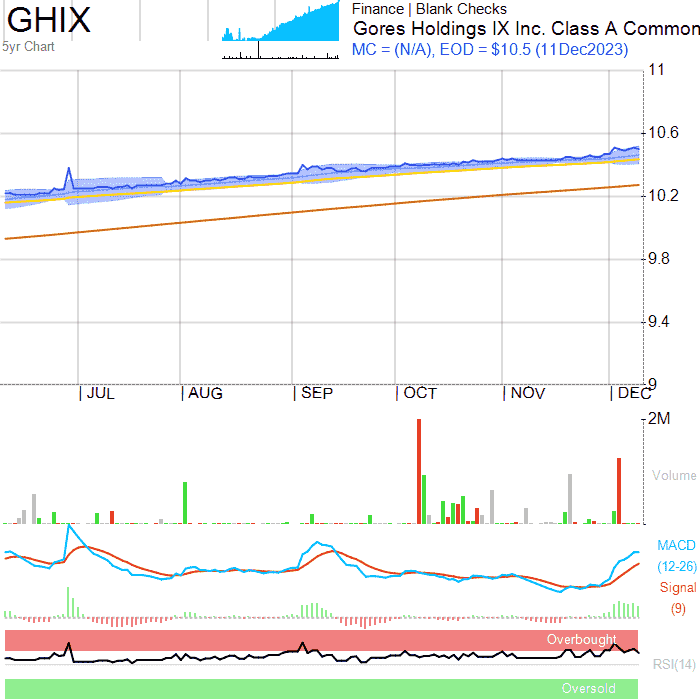 GHIX
5yr Chart
Finance | Blank Checks
Gores Holdings IX Inc. Class A Common
MC = (N/A), EOD = $10.5 (11Dec2023)
11
10.6
10.2
9.8
9.4
9
JUL AUG SEP OCT NOV DEC
2M
Volume
MACD
(12-26)
Signal
(9)
Overbought
RSI(14)
Oversold